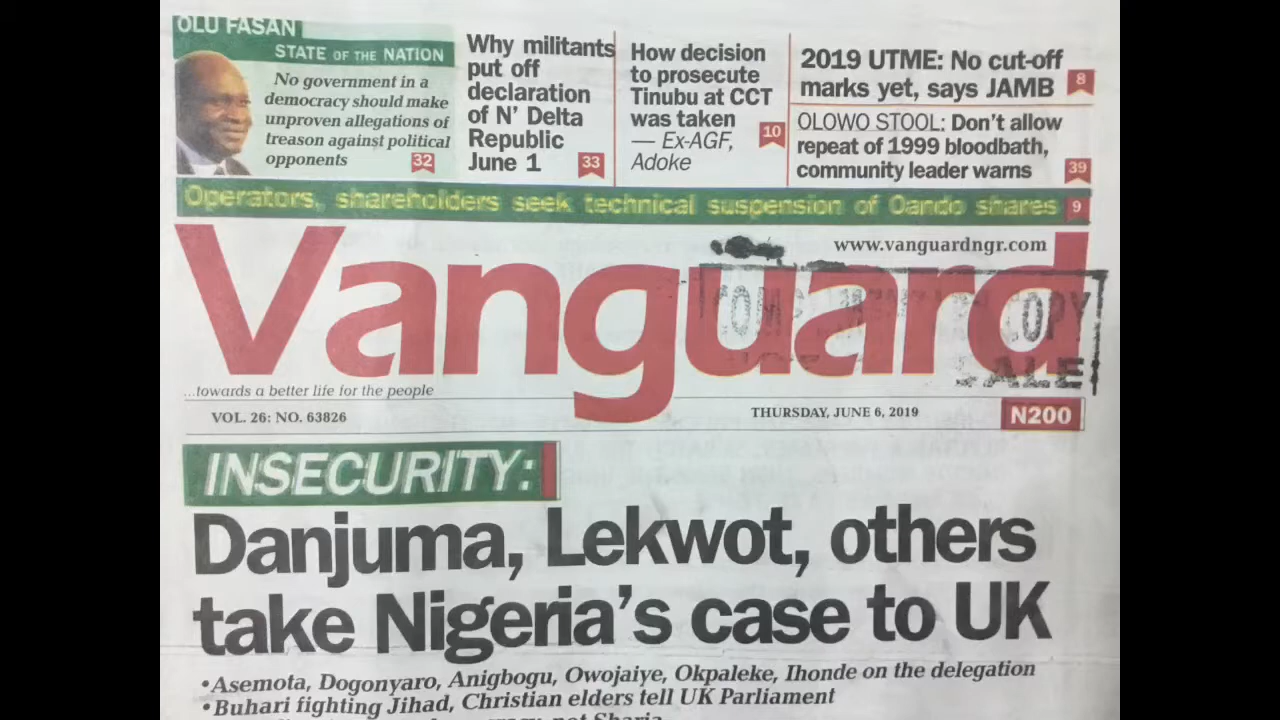 OLU FASAN
STATE OF THE NATION
No government in a
democracy should make
unproven allegations of
treason against political
opponents 32
Why militants
put off
declaration
of N' Delta
Republic
June 1 33
How decision
to prosecute
Tinubu at CCT
was taken 10
— Ex-AGF,
Adoke
2019 UTME: No cut-off
marks yet, says JAMB 8
OLOWO STOOL: Don't allow
repeat of 1999 bloodbath,
community leader warns 39
Operators, shareholders seek technical suspension of Oando shares 9
www.vanguardngr.com
Vanguard
COPY
SALE
...towards a better life for the people
VOL. 26: NO. 63826
THURSDAY, JUNE 6, 2019
N200
INSECURITY:
Danjuma, Lekwot, others
take Nigeria's case to UK
•Asemota, Dogonyaro, Anigbogu, Owojaiye, Okpaleke, Ihonde on the delegation
•Buhari fighting Jihad, Christian elders tell UK Parliament
not Sharia